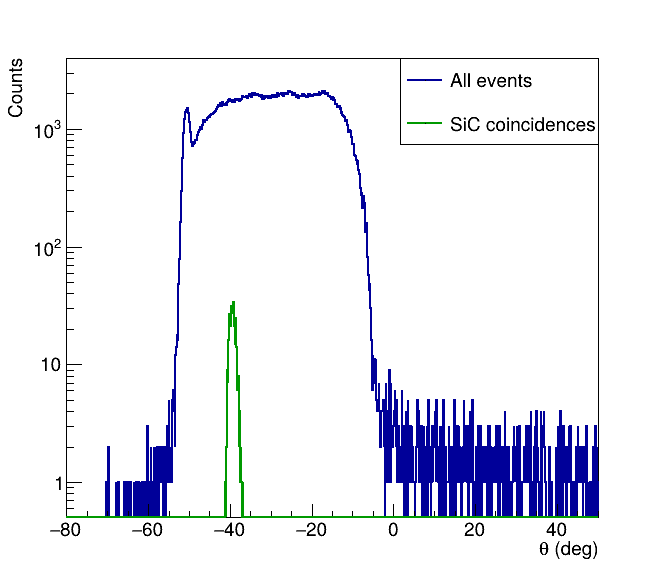 Counts
All events
SiC coincidences
10³
10²
10
1
−80 −60 −40 −20 0 20 40
θ (deg)